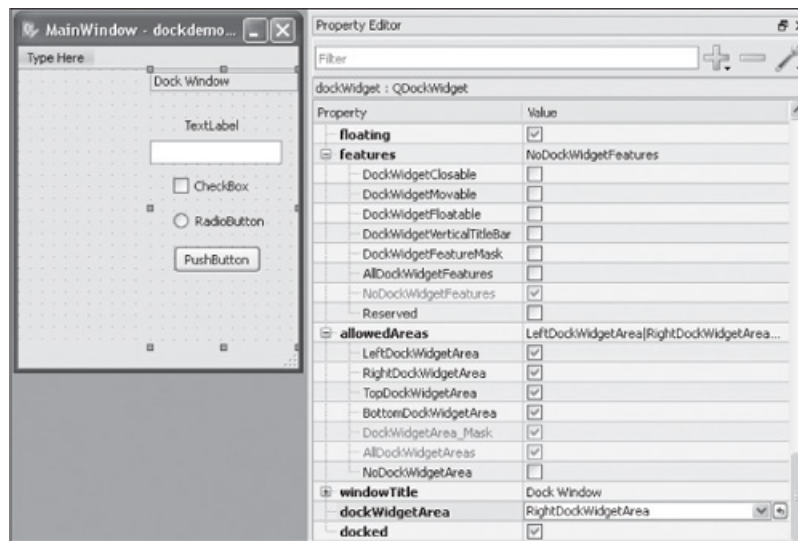 MainWindow - dockdemo...
Type Here
Dock Window
TextLabel
CheckBox
RadioButton
PushButton
Property Editor
Filter
dockWidget : QDockWidget
Property Value
floating
features NoDockWidgetFeatures
DockWidgetClosable
DockWidgetMovable
DockWidgetFloatable
DockWidgetVerticalTitleBar
DockWidgetFeatureMask
AllDockWidgetFeatures
NoDockWidgetFeatures
Reserved
allowedAreas LeftDockWidgetArea|RightDockWidgetArea...
LeftDockWidgetArea
RightDockWidgetArea
TopDockWidgetArea
BottomDockWidgetArea
DockWidgetArea_Mask
AllDockWidgetAreas
NoDockWidgetArea
windowTitle Dock Window
dockWidgetArea RightDockWidgetArea
docked